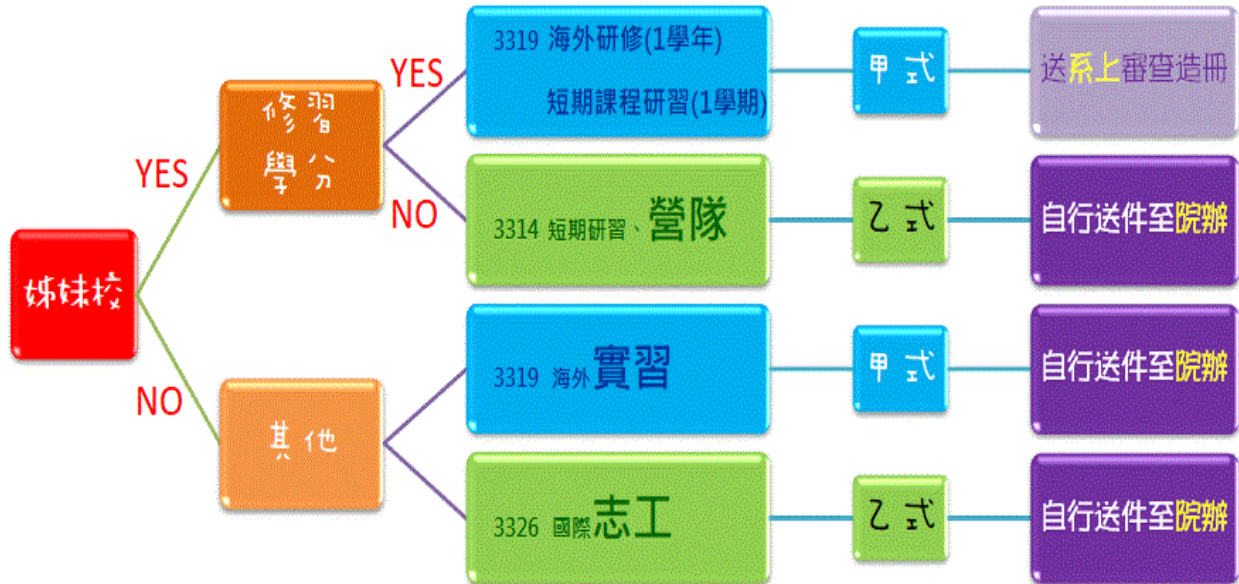 姊妹校
YES
NO
修習
學分
其他
YES
NO
3319 海外研修(1學年)
短期課程研習(1學期)
甲式
送系上審查造冊
3314 短期研習、營隊
乙式
自行送件至院辦
3319 海外實習
甲式
自行送件至院辦
3326 國際志工
乙式
自行送件至院辦